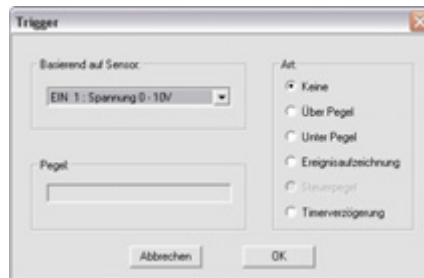 Trigger
Basierend auf Sensor:
EIN 1 : Spannung 0 - 10V
Pegel:
Art:
Keine
Über Pegel
Unter Pegel
Ereignisaufzeichnung
Steuerpegel
Timerverzögerung
Abbrechen
OK